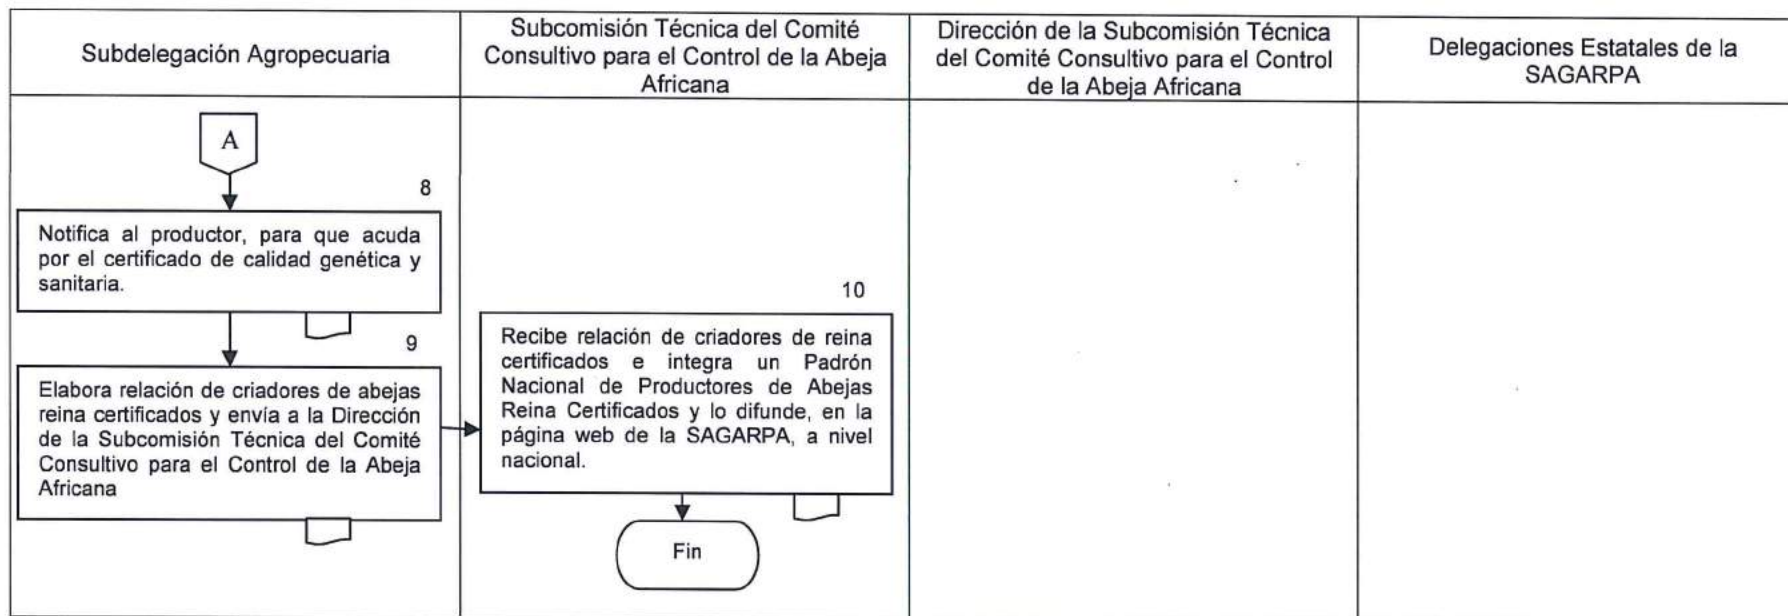 Subdelegación Agropecuaria
Subcomisión Técnica del Comité
Consultivo para el Control de la Abeja
Africana
Dirección de la Subcomisión Técnica
del Comité Consultivo para el Control
de la Abeja Africana
Delegaciones Estatales de la
SAGARPA
A
8
Notifica al productor, para que acuda
por el certificado de calidad genética y
sanitaria.
9
Elabora relación de criadores de abejas
reina certificados y envía a la Dirección
de la Subcomisión Técnica del Comité
Consultivo para el Control de la Abeja
Africana
10
Recibe relación de criadores de reina
certificados e integra un Padrón
Nacional de Productores de Abejas
Reina Certificados y lo difunde, en la
página web de la SAGARPA, a nivel
nacional.
Fin